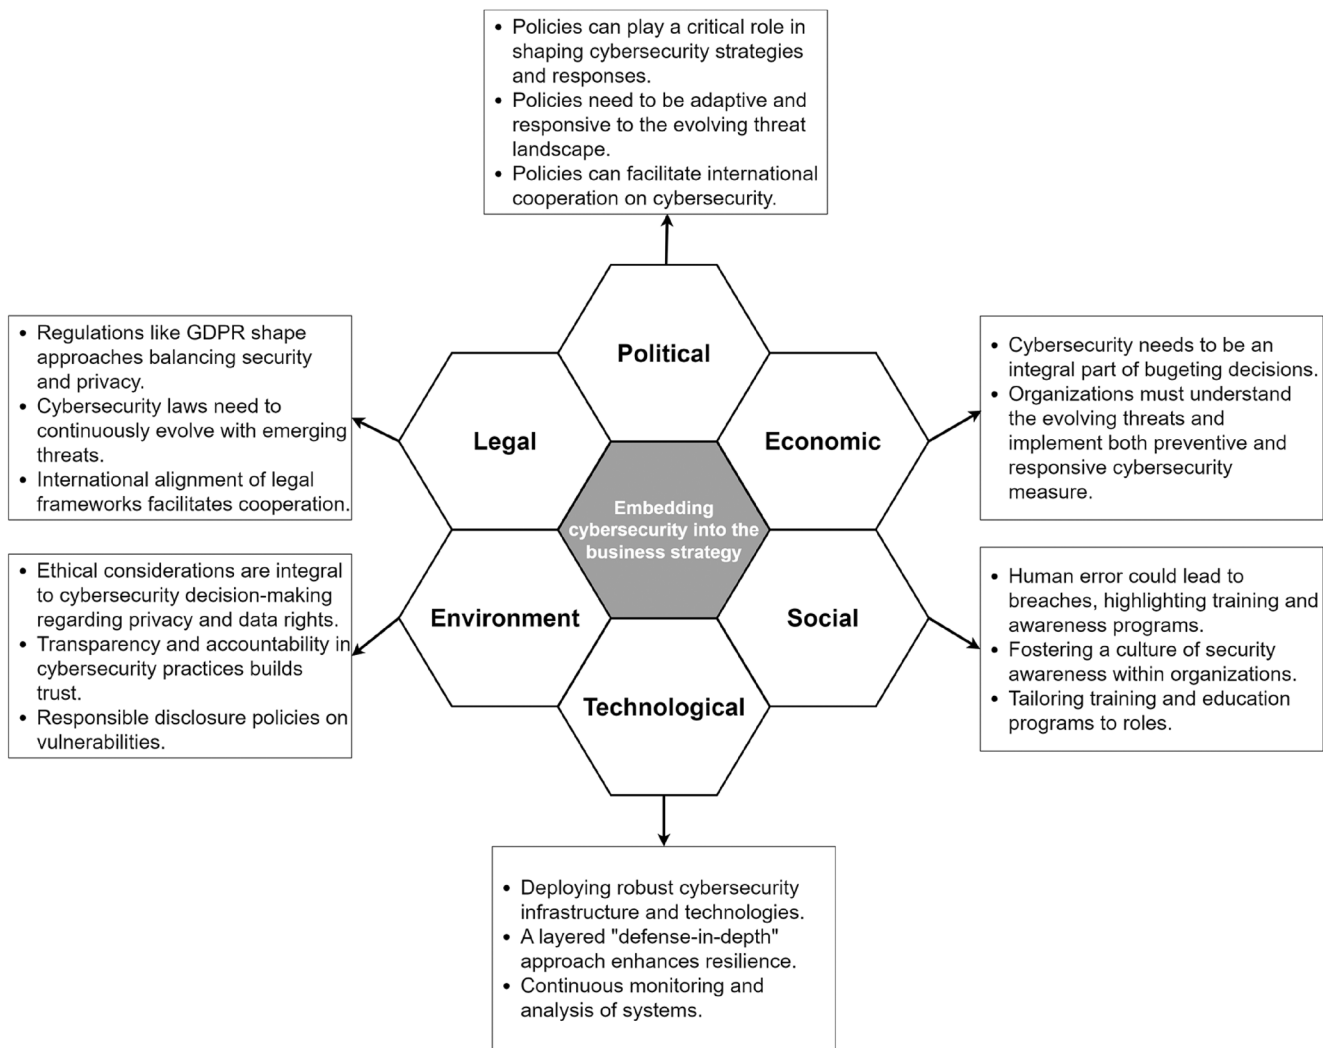 • Policies can play a critical role in
shaping cybersecurity strategies
and responses.
• Policies need to be adaptive and
responsive to the evolving threat
landscape.
• Policies can facilitate international
cooperation on cybersecurity.
Political
• Regulations like GDPR shape
approaches balancing security
and privacy.
• Cybersecurity laws need to
continuously evolve with emerging
threats.
• International alignment of legal
frameworks facilitates cooperation.
Legal
Economic
• Cybersecurity needs to be an
integral part of bugeting decisions.
• Organizations must understand
the evolving threats and
implement both preventive and
responsive cybersecurity
measure.
Embedding
cybersecurity into the
business strategy
• Ethical considerations are integral
to cybersecurity decision-making
regarding privacy and data rights.
• Transparency and accountability in
cybersecurity practices builds
trust.
• Responsible disclosure policies on
vulnerabilities.
Environment
Social
• Human error could lead to
breaches, highlighting training and
awareness programs.
• Fostering a culture of security
awareness within organizations.
• Tailoring training and education
programs to roles.
Technological
• Deploying robust cybersecurity
infrastructure and technologies.
• A layered "defense-in-depth"
approach enhances resilience.
• Continuous monitoring and
analysis of systems.